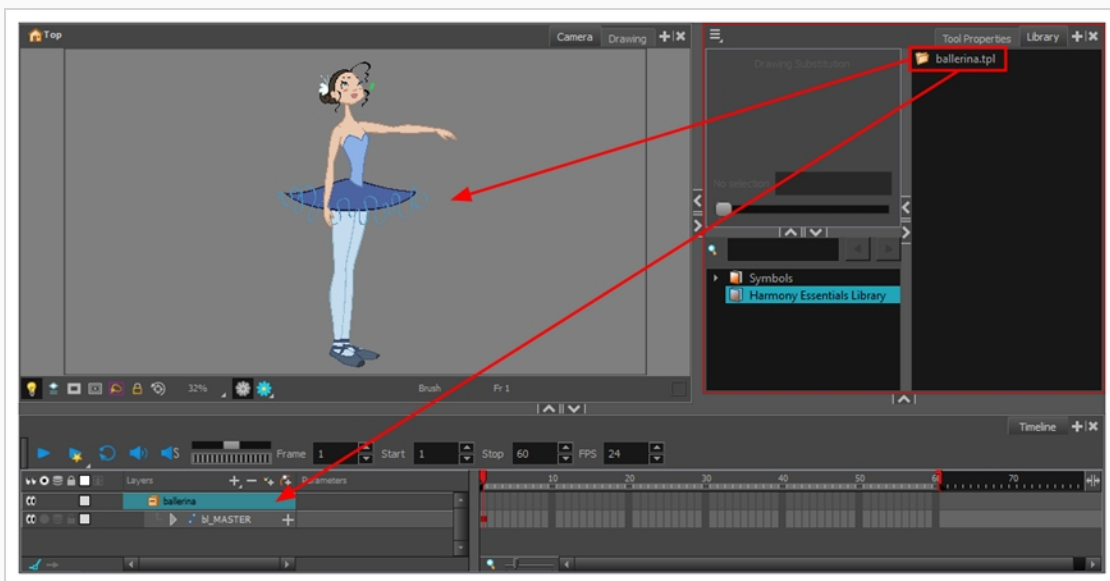 Top
Camera
Drawing
Tool Properties
Library
Drawing Substitution
ballerina.tpl
No selection
Symbols
Harmony Essentials Library
32%
Brush
Fr 1
Timeline
Frame 1 Start 1 Stop 60 FPS 24
Layers
Parameters
10 20 30 40 50 60 70
ballerina
bl_MASTER